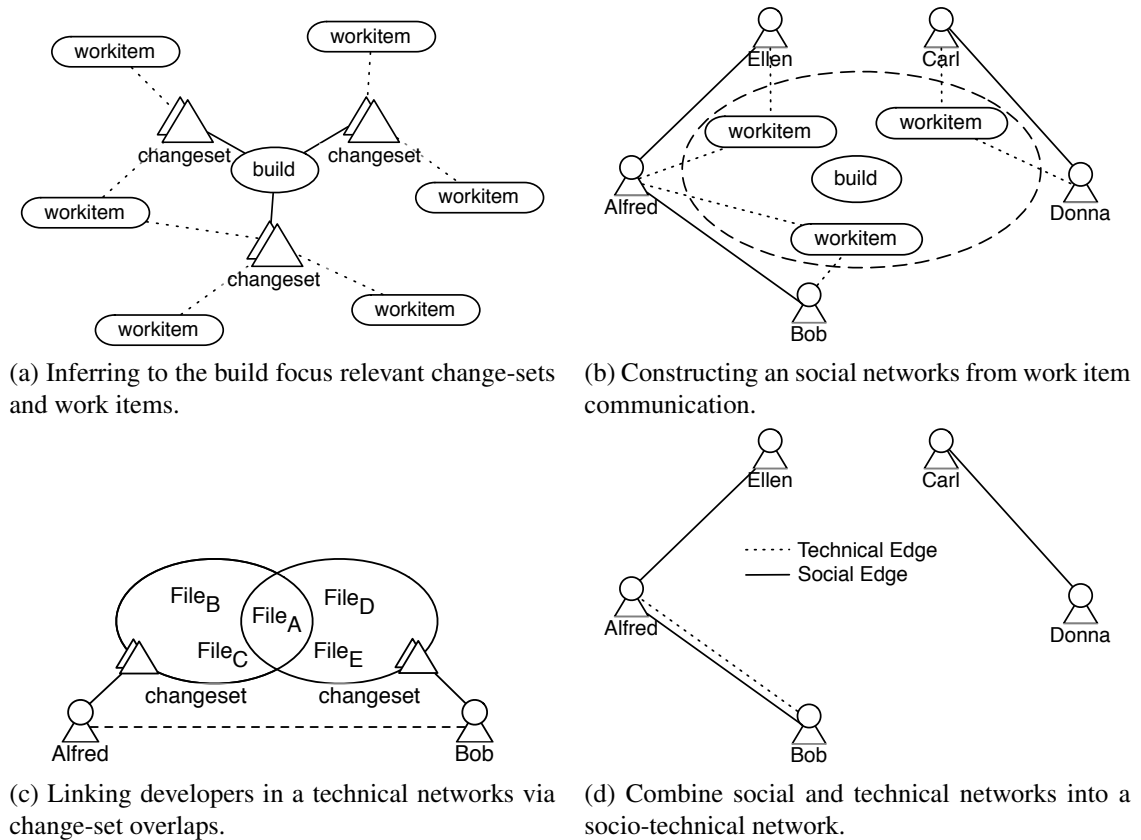 workitem
workitem
changeset
changeset
build
workitem
workitem
changeset
workitem
workitem
(a) Inferring to the build focus relevant change-sets
and work items.
Ellen
Carl
workitem
workitem
build
Alfred
Donna
workitem
Bob
(b) Constructing an social networks from work item
communication.
FileB
FileD
FileA
FileC
FileE
changeset
changeset
Alfred
Bob
(c) Linking developers in a technical networks via
change-set overlaps.
Ellen
Carl
Technical Edge
Social Edge
Alfred
Donna
Bob
(d) Combine social and technical networks into a
socio-technical network.